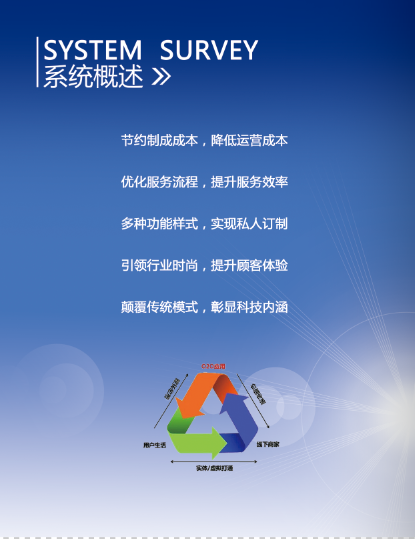 SYSTEM SURVEY
系统概述
节约制成成本，降低运营成本
优化服务流程，提升服务效率
多种功能样式，实现私人订制
引领行业时尚，提升顾客体验
颠覆传统模式，彰显科技内涵
O2O应用
用户生活
线下商家
实体/虚拟打通